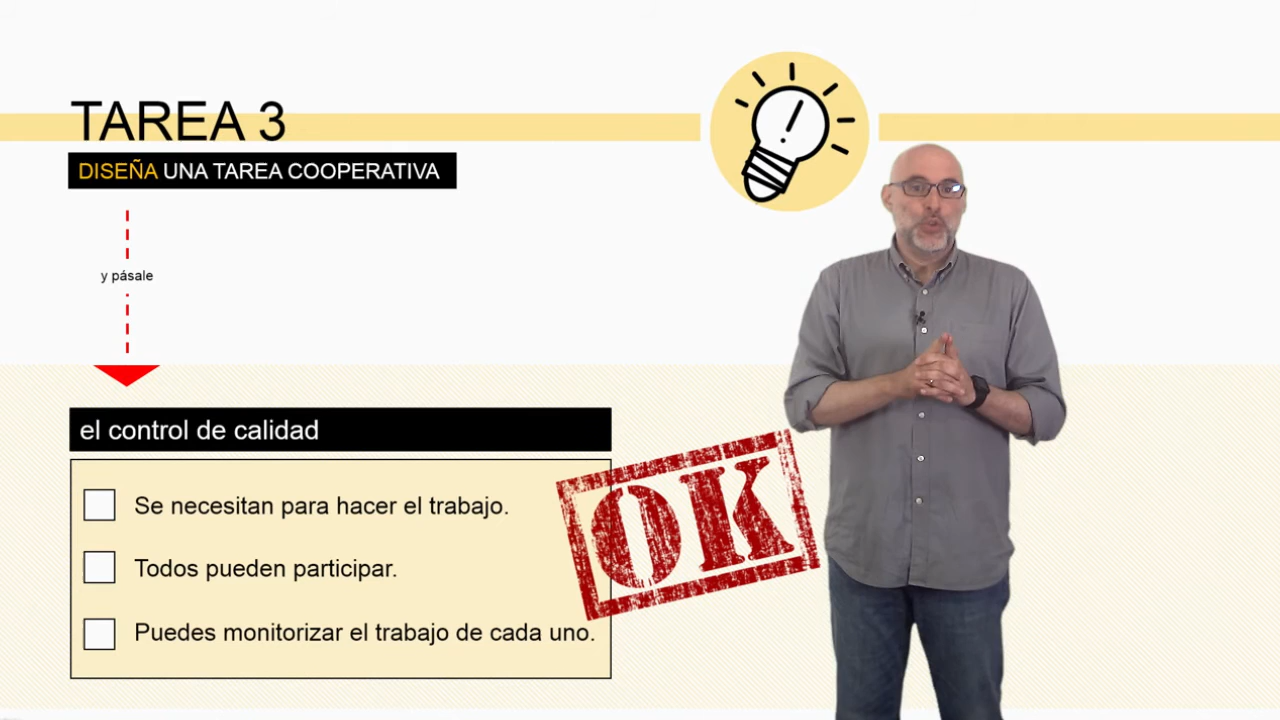 TAREA 3
DISEÑA UNA TAREA COOPERATIVA
y pásale
el control de calidad
Se necesitan para hacer el trabajo.
Todos pueden participar.
Puedes monitorizar el trabajo de cada uno.
OK